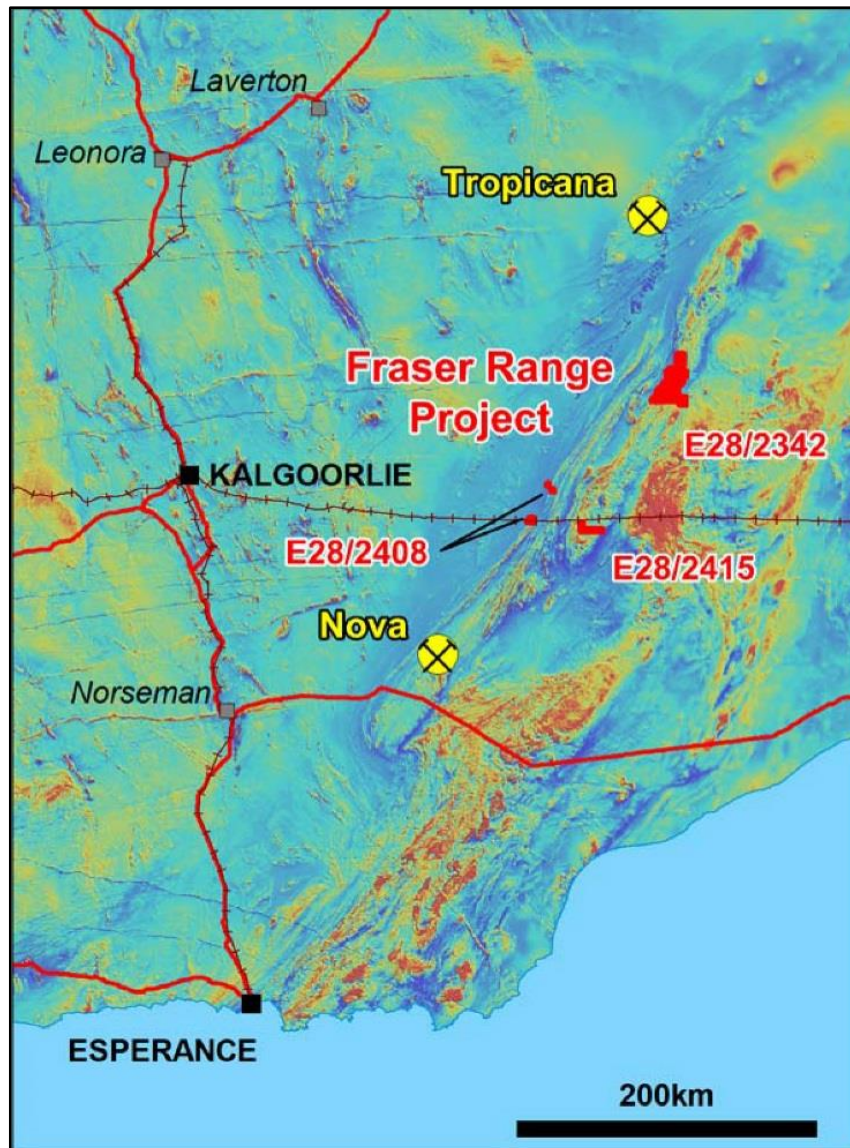 Laverton
Leonora
Tropicana
Fraser Range
Project
E28/2342
KALGOORLIE
E28/2408
E28/2415
Nova
Norseman
ESPERANCE
200km